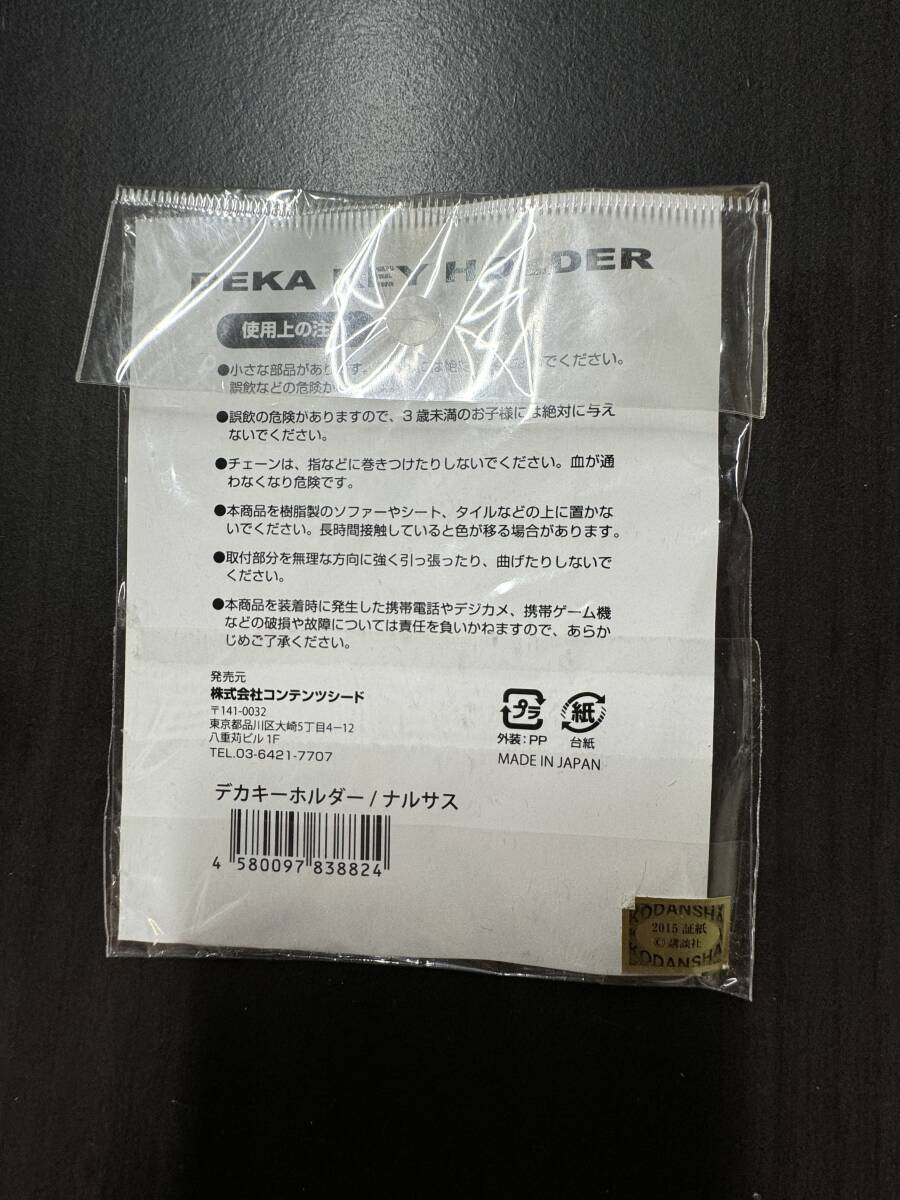 DEKA KEY HOLDER
使用上の注
●小さな部品があります。 には絶 でください。
誤飲などの危険が
●誤飲の危険がありますので、3歳未満のお子様には絶対に与え
ないでください。
●チェーンは、指などに巻きつけたりしないでください。血が通
わなくなり危険です。
●本商品を樹脂製のソファーやシート、タイルなどの上に置かな
いでください。長時間接触していると色が移る場合があります。
●取付部分を無理な方向に強く引っ張ったり、曲げたりしないで
ください。
●本商品を装着時に発生した携帯電話やデジカメ、携帯ゲーム機
などの破損や故障については責任を負いかねますので、あらか
じめご了承ください。
発売元
株式会社コンテンツシード
〒141-0032
東京都品川区大崎5丁目4−12
八重苅ビル 1F
TEL.03-6421-7707
プラ
紙
外装:PP
台紙
MADE IN JAPAN
デカキーホルダー / ナルサス
4 580097 838824
KODANSHA
2015 証紙
©講談社
KODANSHA